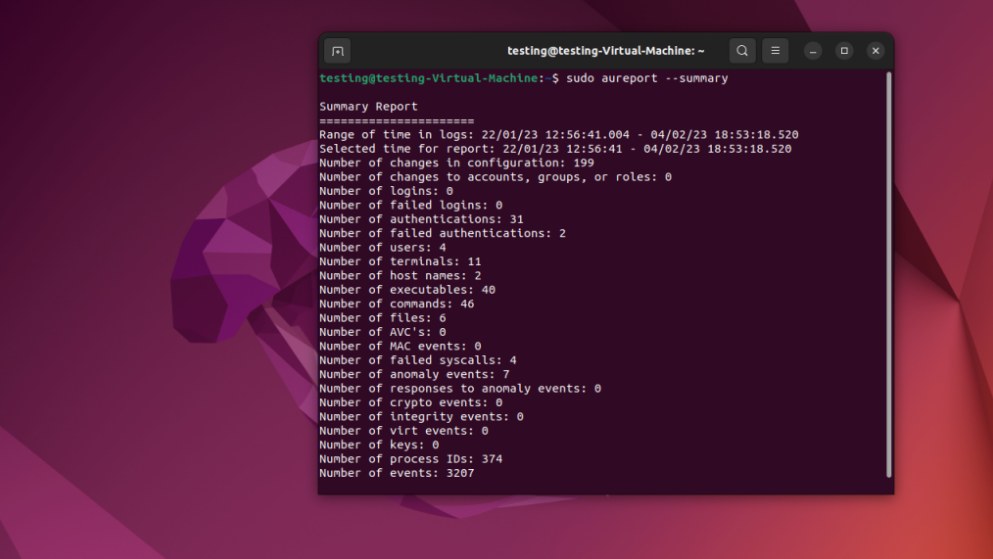 testing@testing-Virtual-Machine: ~
testing@testing-Virtual-Machine:~$ sudo aureport --summary
Summary Report
======================
Range of time in logs: 22/01/23 12:56:41.004 - 04/02/23 18:53:18.520
Selected time for report: 22/01/23 12:56:41 - 04/02/23 18:53:18.520
Number of changes in configuration: 199
Number of changes to accounts, groups, or roles: 0
Number of logins: 0
Number of failed logins: 0
Number of authentications: 31
Number of failed authentications: 2
Number of users: 4
Number of terminals: 11
Number of host names: 2
Number of executables: 40
Number of commands: 46
Number of files: 6
Number of AVC's: 0
Number of MAC events: 0
Number of failed syscalls: 4
Number of anomaly events: 7
Number of responses to anomaly events: 0
Number of crypto events: 0
Number of integrity events: 0
Number of virt events: 0
Number of keys: 0
Number of process IDs: 374
Number of events: 3207